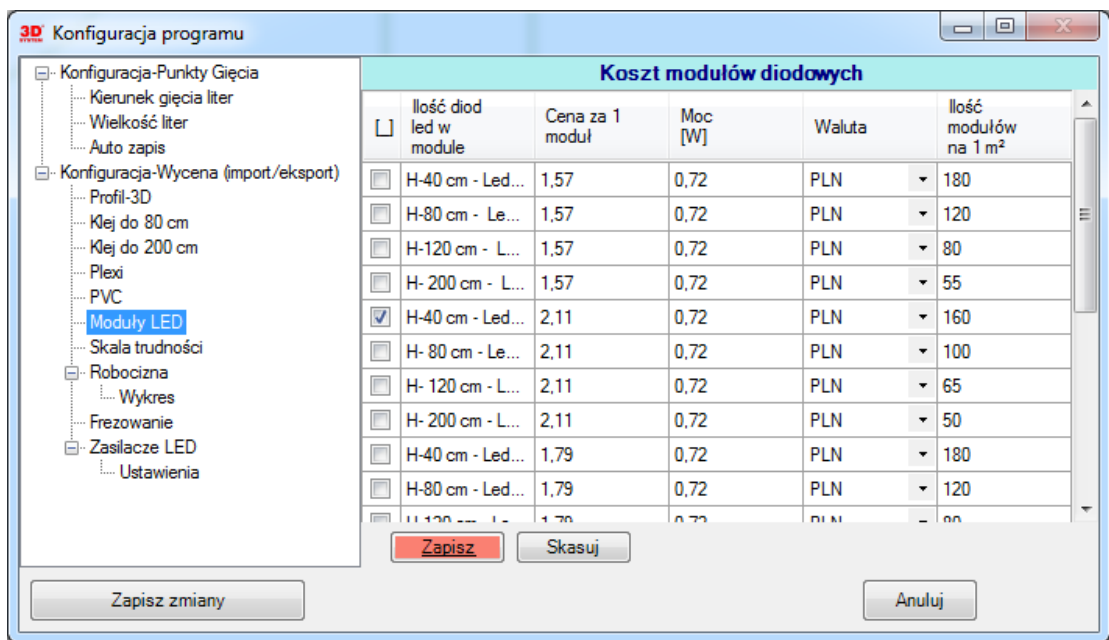 3D SYSTEM Konfiguracja programu
Konfiguracja-Punkty Gięcia
Kierunek gięcia liter
Wielkość liter
Auto zapis
Konfiguracja-Wycena (import/eksport)
Profil-3D
Klej do 80 cm
Klej do 200 cm
Plexi
PVC
Moduły LED
Skala trudności
Robocizna
Wykres
Frezowanie
Zasilacze LED
Ustawienia
Koszt modułów diodowych
[_] Ilość diod led w module Cena za 1 moduł Moc [W] Waluta Ilość modułów na 1 m²
H-40 cm - Led... 1,57 0,72 PLN 180
H-80 cm - Le... 1,57 0,72 PLN 120
H-120 cm - L... 1,57 0,72 PLN 80
H- 200 cm - L... 1,57 0,72 PLN 55
H-40 cm - Led... 2,11 0,72 PLN 160
H- 80 cm - Le... 2,11 0,72 PLN 100
H- 120 cm - L... 2,11 0,72 PLN 65
H- 200 cm - L... 2,11 0,72 PLN 50
H-40 cm - Led... 1,79 0,72 PLN 180
H-80 cm - Led... 1,79 0,72 PLN 120
Zapisz Skasuj
Zapisz zmiany Anuluj